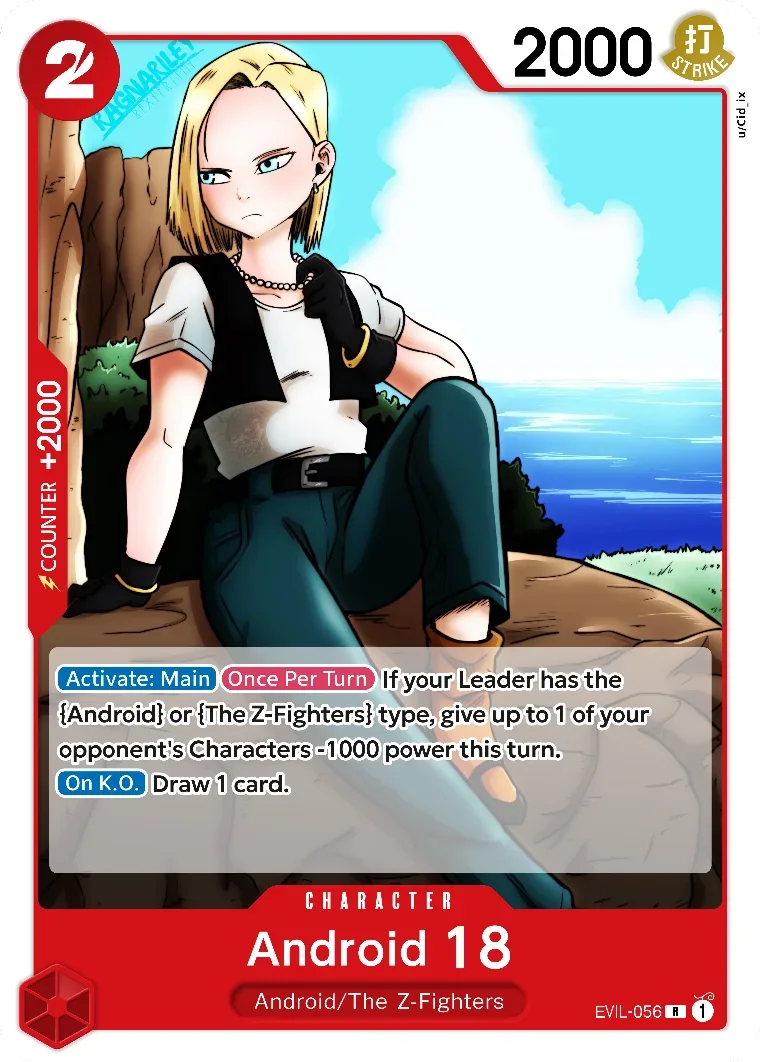 2
2000
打
STRIKE
u/Cid_ix
KAGNARILEY
COUNTER +2000
Activate: Main Once Per Turn If your Leader has the
{Android} or {The Z-Fighters} type, give up to 1 of your
opponent's Characters -1000 power this turn.
On K.O. Draw 1 card.
CHARACTER
Android 18
Android/The Z-Fighters
EVIL-056 R 1